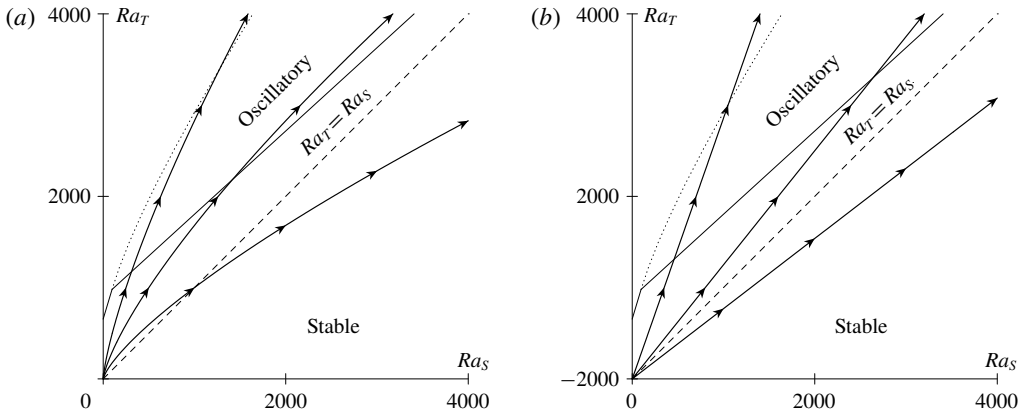 (a)
4000
Ra_T
Oscillatory
Ra_T = Ra_S
2000
Stable
Ra_S
0
2000
4000
(b)
4000
Ra_T
Oscillatory
Ra_T = Ra_S
2000
Stable
Ra_S
−2000
0
2000
4000